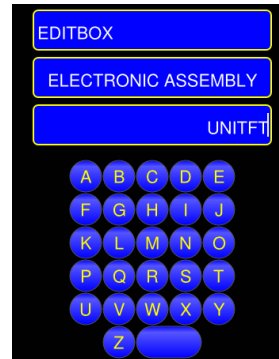 EDITBOX
ELECTRONIC ASSEMBLY
UNITFT
A B C D E
F G H I J
K L M N O
P Q R S T
U V W X Y
Z